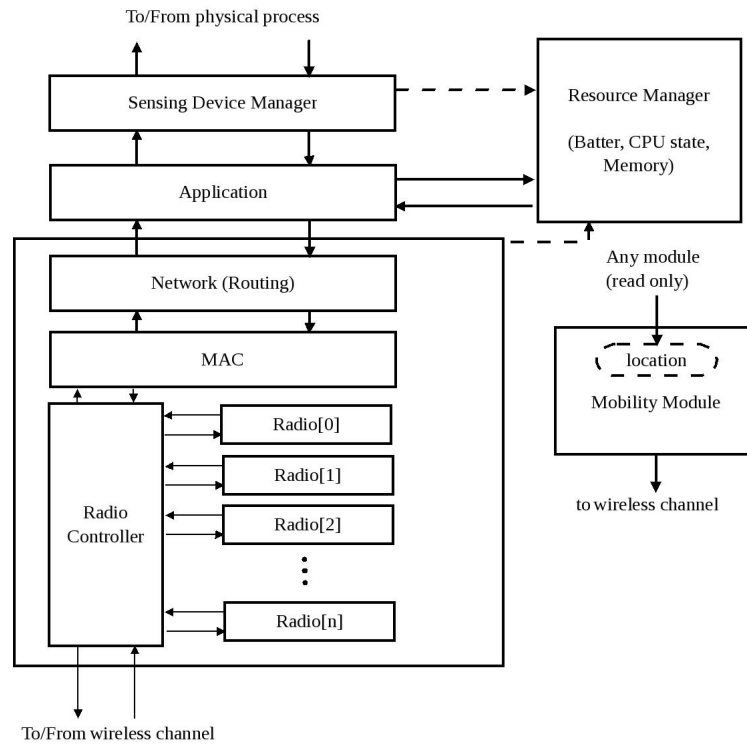 To/From physical process
Sensing Device Manager
Resource Manager
(Batter, CPU state,
Memory)
Application
Network (Routing)
Any module
(read only)
MAC
location
Mobility Module
Radio[0]
Radio[1]
Radio
Controller
Radio[2]
to wireless channel
Radio[n]
To/From wireless channel